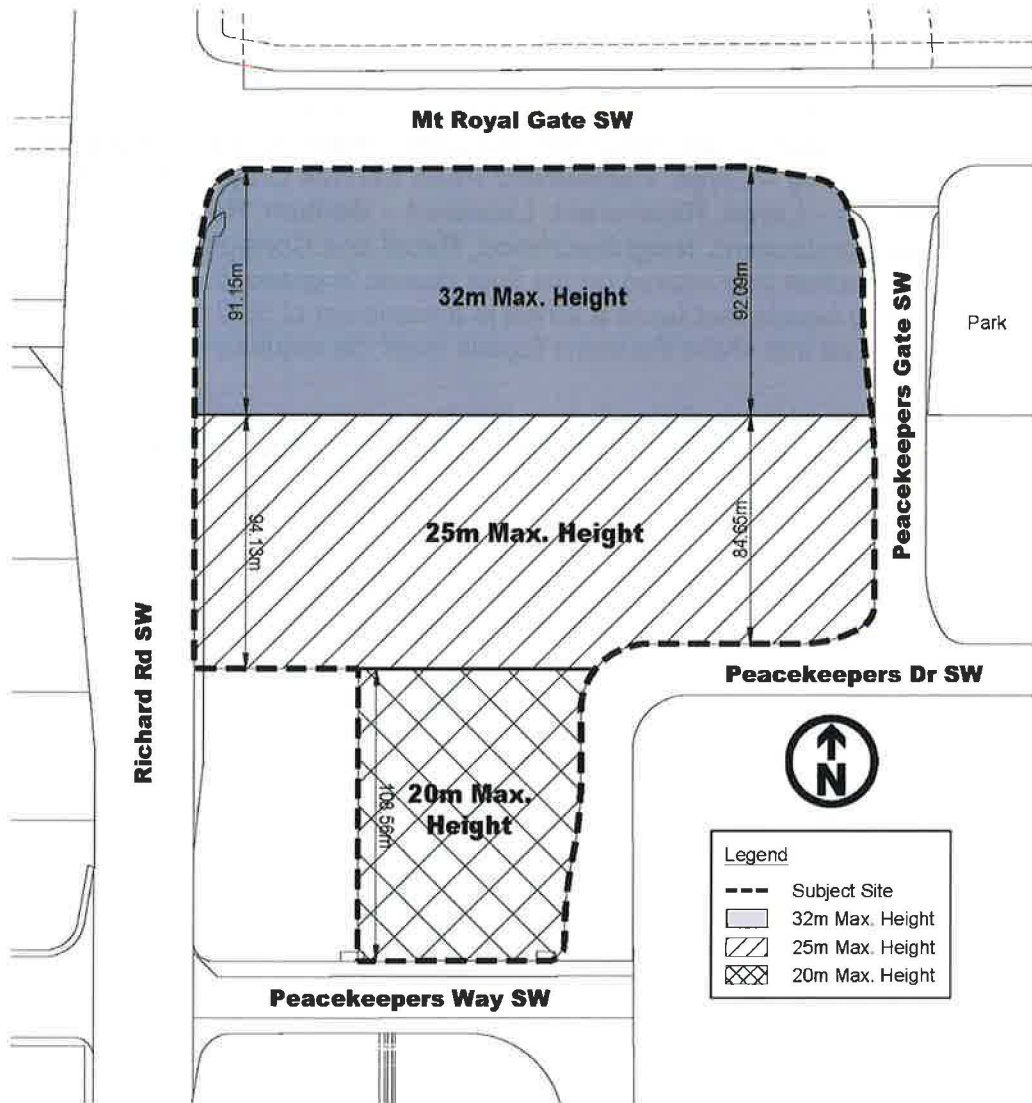 Mt Royal Gate SW
91.15m
32m Max. Height
92.09m
Peacekeepers Gate SW
Park
94.13m
25m Max. Height
84.65m
Richard Rd SW
Peacekeepers Dr SW
108.56m
20m Max.
Height
N
Legend
Subject Site
32m Max. Height
25m Max. Height
20m Max. Height
Peacekeepers Way SW